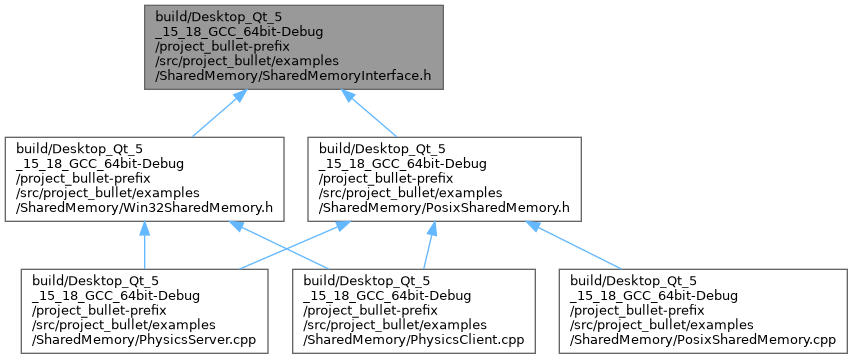 build/Desktop_Qt_5
_15_18_GCC_64bit-Debug
/project_bullet-prefix
/src/project_bullet/examples
/SharedMemory/SharedMemoryInterface.h
build/Desktop_Qt_5
_15_18_GCC_64bit-Debug
/project_bullet-prefix
/src/project_bullet/examples
/SharedMemory/Win32SharedMemory.h
build/Desktop_Qt_5
_15_18_GCC_64bit-Debug
/project_bullet-prefix
/src/project_bullet/examples
/SharedMemory/PosixSharedMemory.h
build/Desktop_Qt_5
_15_18_GCC_64bit-Debug
/project_bullet-prefix
/src/project_bullet/examples
/SharedMemory/PhysicsServer.cpp
build/Desktop_Qt_5
_15_18_GCC_64bit-Debug
/project_bullet-prefix
/src/project_bullet/examples
/SharedMemory/PhysicsClient.cpp
build/Desktop_Qt_5
_15_18_GCC_64bit-Debug
/project_bullet-prefix
/src/project_bullet/examples
/SharedMemory/PosixSharedMemory.cpp